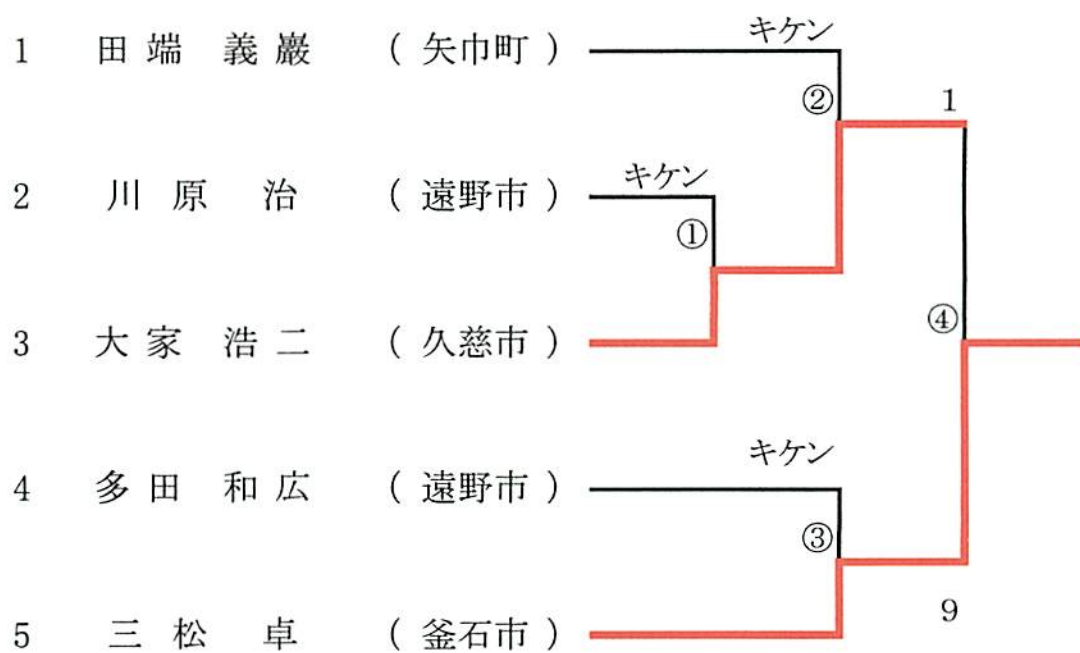 キケン
1 田端 義巖 (矢巾町)
② 1
キケン
2 川原 治 (遠野市)
①
3 大家 浩二 (久慈市)
④
キケン
4 多田 和広 (遠野市)
③
9
5 三松 卓 (釜石市)